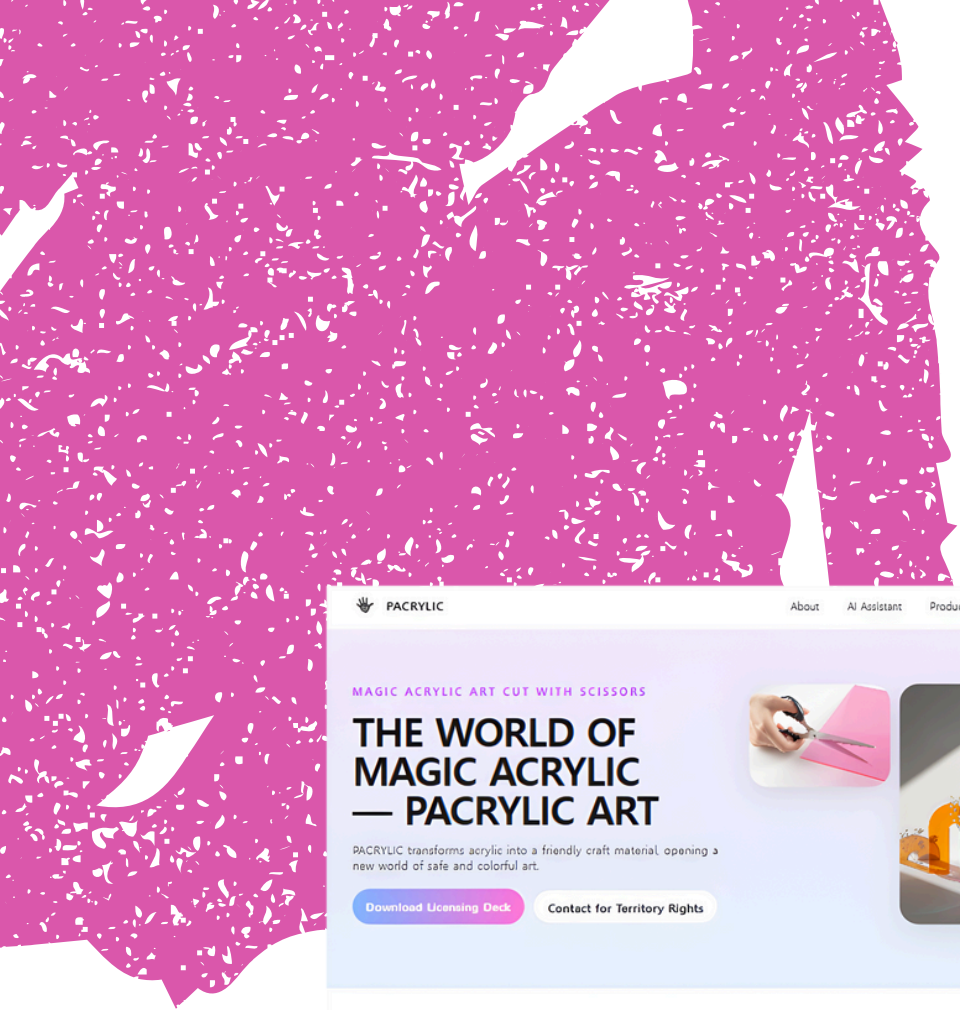 PACRYLIC
About AI Assistant
MAGIC ACRYLIC ART CUT WITH SCISSORS
THE WORLD OF
MAGIC ACRYLIC
— PACRYLIC ART
PACRYLIC transforms acrylic into a friendly craft material, opening a
new world of safe and colorful art.
Download Licensing Deck Contact for Territory Rights